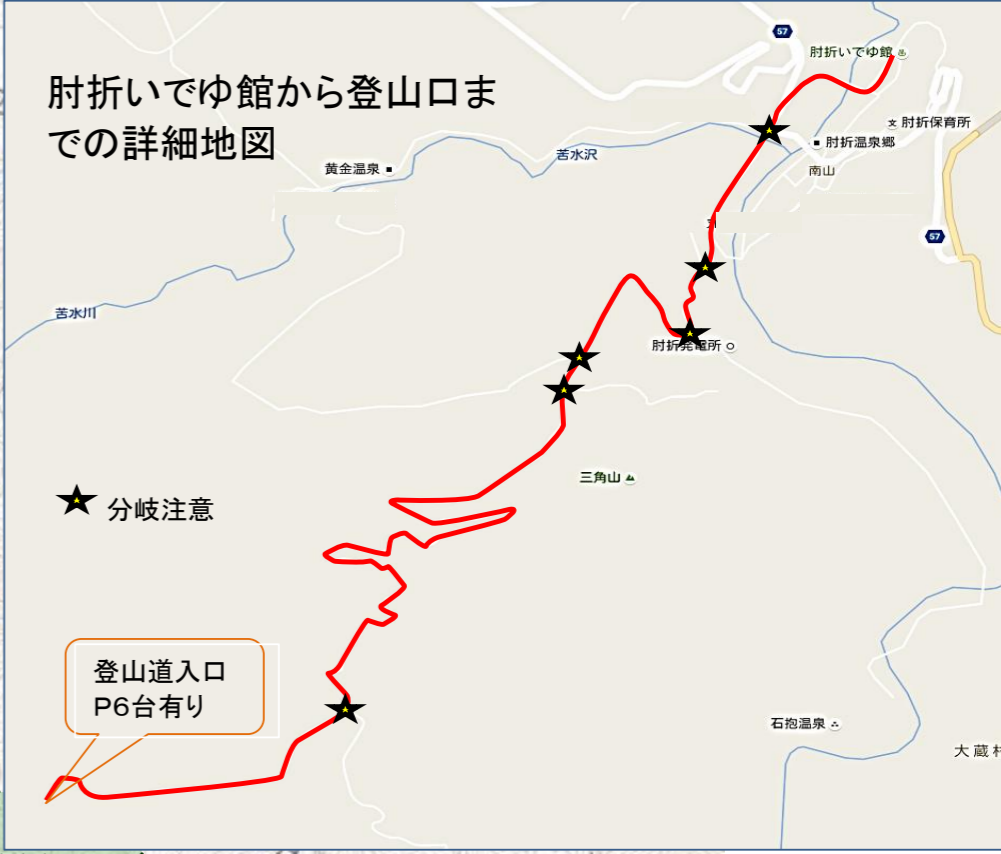 57
肘折いでゆ館
肘折いでゆ館から登山口ま
での詳細地図
肘折保育所
肘折温泉郷
苦水沢
黄金温泉
南山
57
苦水川
肘折発電所
三角山
分岐注意
登山道入口
P6台有り
石抱温泉
大蔵村